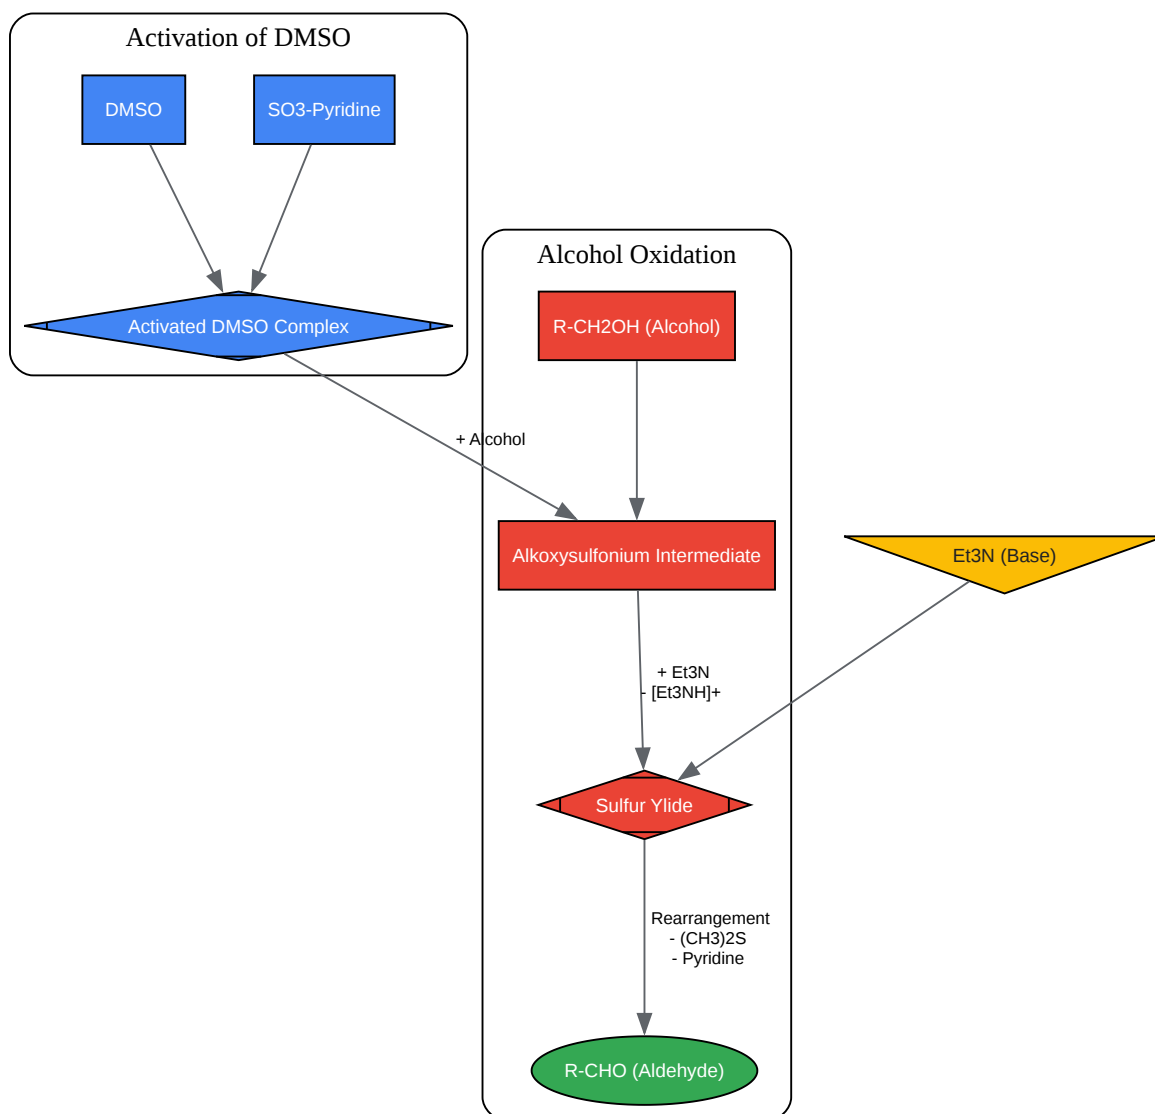 Activation of DMSO
DMSO
SO3-Pyridine
Activated DMSO Complex
Alcohol Oxidation
R-CH2OH (Alcohol)
+ Alcohol
Alkoxysulfonium Intermediate
Et3N (Base)
+ Et3N
- [Et3NH]+
Sulfur Ylide
Rearrangement
- (CH3)2S
- Pyridine
R-CHO (Aldehyde)